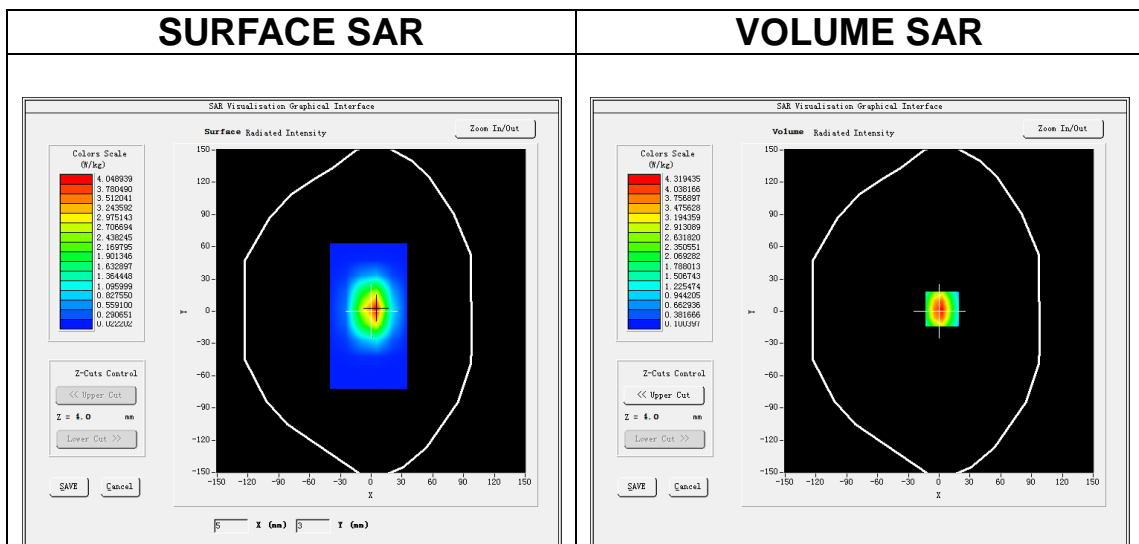 SURFACE SAR
VOLUME SAR
SAR Visualisation Graphical Interface
Surface Radiated Intensity
Zoom In/Out
Colors Scale
(W/kg)
4.048939
3.780490
3.512041
3.243592
2.975143
2.706694
2.438245
2.169795
1.901346
1.632897
1.364448
1.095999
0.827550
0.559100
0.290651
0.022202
150
120
90
60
30
0
-30
-60
-90
-120
-150
Y
-150 -120 -90 -60 -30 0 30 60 90 120 150
X
Z-Cuts Control
<< Upper Cut
Z = 4.0 mm
Lower Cut >>
SAVE Cancel
5 X (mm) 3 Y (mm)
SAR Visualisation Graphical Interface
Volume Radiated Intensity
Zoom In/Out
Colors Scale
(W/kg)
4.319435
4.038166
3.756897
3.475628
3.194359
2.913089
2.631820
2.350551
2.069282
1.788013
1.506743
1.225474
0.944205
0.662936
0.381666
0.100397
150
120
90
60
30
0
-30
-60
-90
-120
-150
Y
-150 -120 -90 -60 -30 0 30 60 90 120 150
X
Z-Cuts Control
<< Upper Cut
Z = 4.0 mm
Lower Cut >>
SAVE Cancel